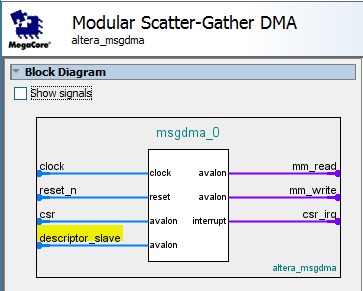 Modular Scatter-Gather DMA
MegaCore®
altera_msgdma
Block Diagram
Show signals
msgdma_0
clock clock avalon mm_read
reset_n reset avalon mm_write
csr avalon interrupt csr_irq
descriptor_slave avalon
altera_msgdma